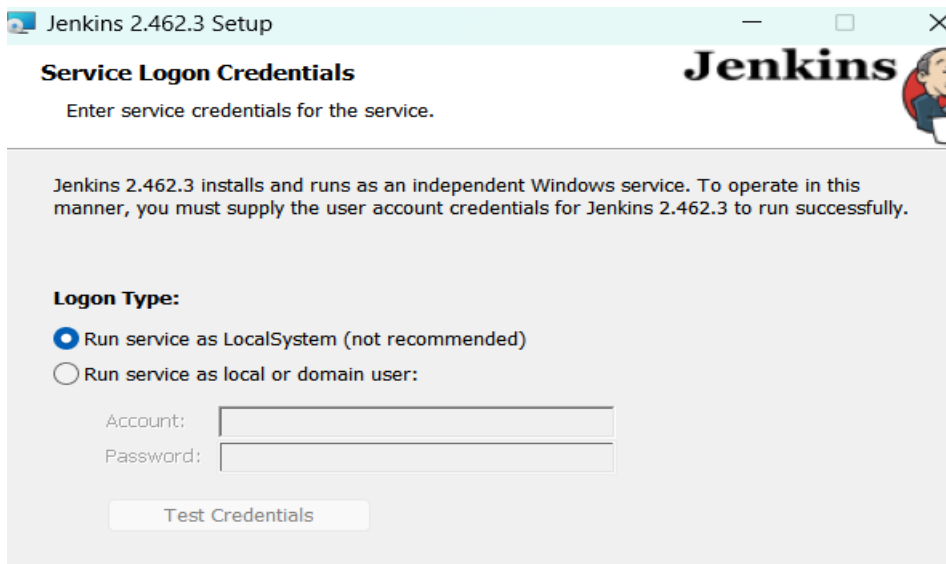 Jenkins 2.462.3 Setup
Service Logon Credentials
Jenkins
Enter service credentials for the service.
Jenkins 2.462.3 installs and runs as an independent Windows service. To operate in this
manner, you must supply the user account credentials for Jenkins 2.462.3 to run successfully.
Logon Type:
Run service as LocalSystem (not recommended)
Run service as local or domain user:
Account:
Password:
Test Credentials